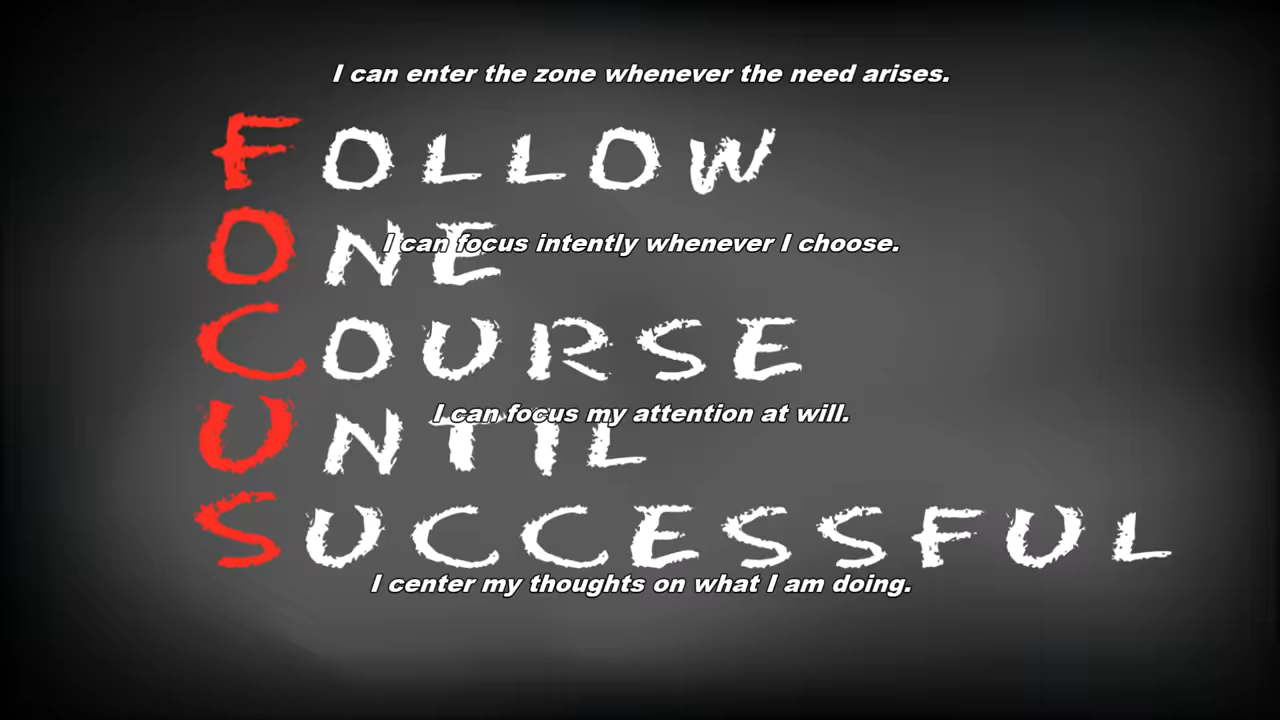 I can enter the zone whenever the need arises.
FOLLOW
ONE
I can focus intently whenever I choose.
COURSE
I can focus my attention at will.
UNTIL
SUCCESSFUL
I center my thoughts on what I am doing.